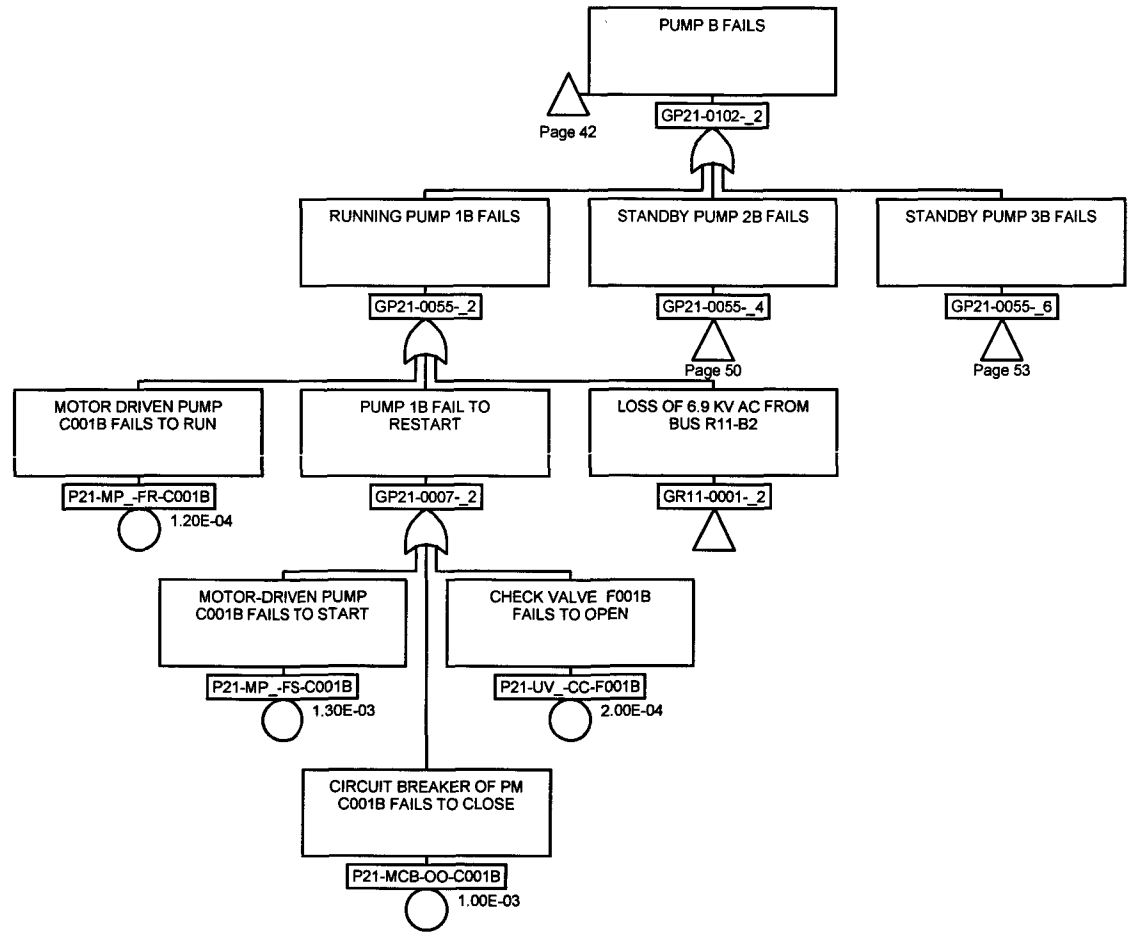 PUMP B FAILS
Page 42
GP21-0102-_2
RUNNING PUMP 1B FAILS
STANDBY PUMP 2B FAILS
STANDBY PUMP 3B FAILS
GP21-0055-_2
GP21-0055-_4
GP21-0055-_6
Page 50
Page 53
MOTOR DRIVEN PUMP
C001B FAILS TO RUN
PUMP 1B FAIL TO
RESTART
LOSS OF 6.9 KV AC FROM
BUS R11-B2
P21-MP_-FR-C001B
1.20E-04
GP21-0007-_2
GR11-0001-_2
MOTOR-DRIVEN PUMP
C001B FAILS TO START
CHECK VALVE F001B
FAILS TO OPEN
P21-MP_-FS-C001B
1.30E-03
P21-UV_-CC-F001B
2.00E-04
CIRCUIT BREAKER OF PM
C001B FAILS TO CLOSE
P21-MCB-OO-C001B
1.00E-03